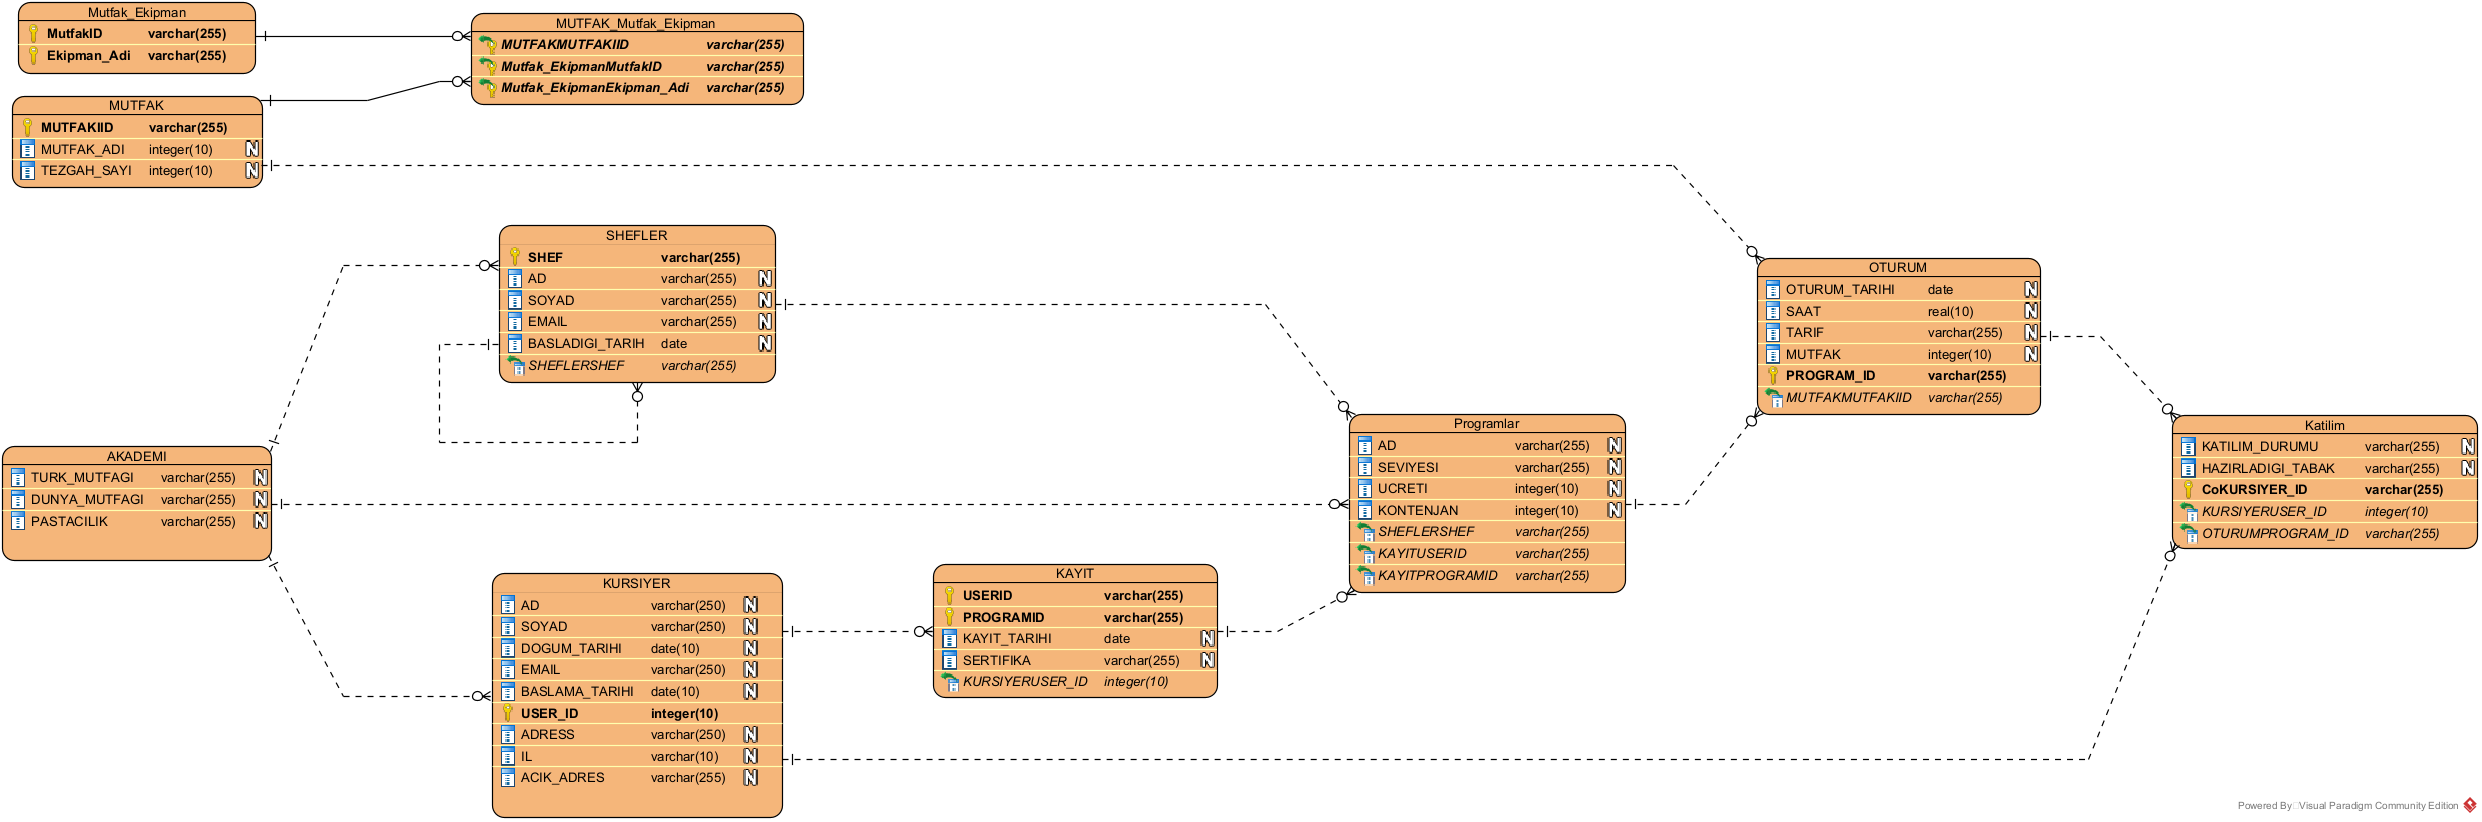 Mutfak_Ekipman
MutfakID varchar(255)
Ekipman_Adi varchar(255)
MUTFAK_Mutfak_Ekipman
MUTFAKMUTFAKIID varchar(255)
Mutfak_EkipmanMutfakID varchar(255)
Mutfak_EkipmanEkipman_Adi varchar(255)
MUTFAK
MUTFAKIID varchar(255)
MUTFAK_ADI integer(10) N
TEZGAH_SAYI integer(10) N
SHEFLER
SHEF varchar(255)
AD varchar(255) N
SOYAD varchar(255) N
EMAIL varchar(255) N
BASLADIGI_TARIH date N
SHEFLERSHEF varchar(255)
OTURUM
OTURUM_TARIHI date N
SAAT real(10) N
TARIF varchar(255) N
MUTFAK integer(10) N
PROGRAM_ID varchar(255)
MUTFAKMUTFAKIID varchar(255)
AKADEMI
TURK_MUTFAGI varchar(255) N
DUNYA_MUTFAGI varchar(255) N
PASTACILIK varchar(255) N
Programlar
AD varchar(255) N
SEVIYESI varchar(255) N
UCRETI integer(10) N
KONTENJAN integer(10) N
SHEFLERSHEF varchar(255)
KAYITUSERID varchar(255)
KAYITPROGRAMID varchar(255)
Katilim
KATILIM_DURUMU varchar(255) N
HAZIRLADIGI_TABAK varchar(255) N
CoKURSIYER_ID varchar(255)
KURSIYERUSER_ID integer(10)
OTURUMPROGRAM_ID varchar(255)
KURSIYER
AD varchar(250) N
SOYAD varchar(250) N
DOGUM_TARIHI date(10) N
EMAIL varchar(250) N
BASLAMA_TARIHI date(10) N
USER_ID integer(10)
ADRESS varchar(250) N
IL varchar(10) N
ACIK_ADRES varchar(255) N
KAYIT
USERID varchar(255)
PROGRAMID varchar(255)
KAYIT_TARIHI date N
SERTIFIKA varchar(255) N
KURSIYERUSER_ID integer(10)
Powered By Visual Paradigm Community Edition